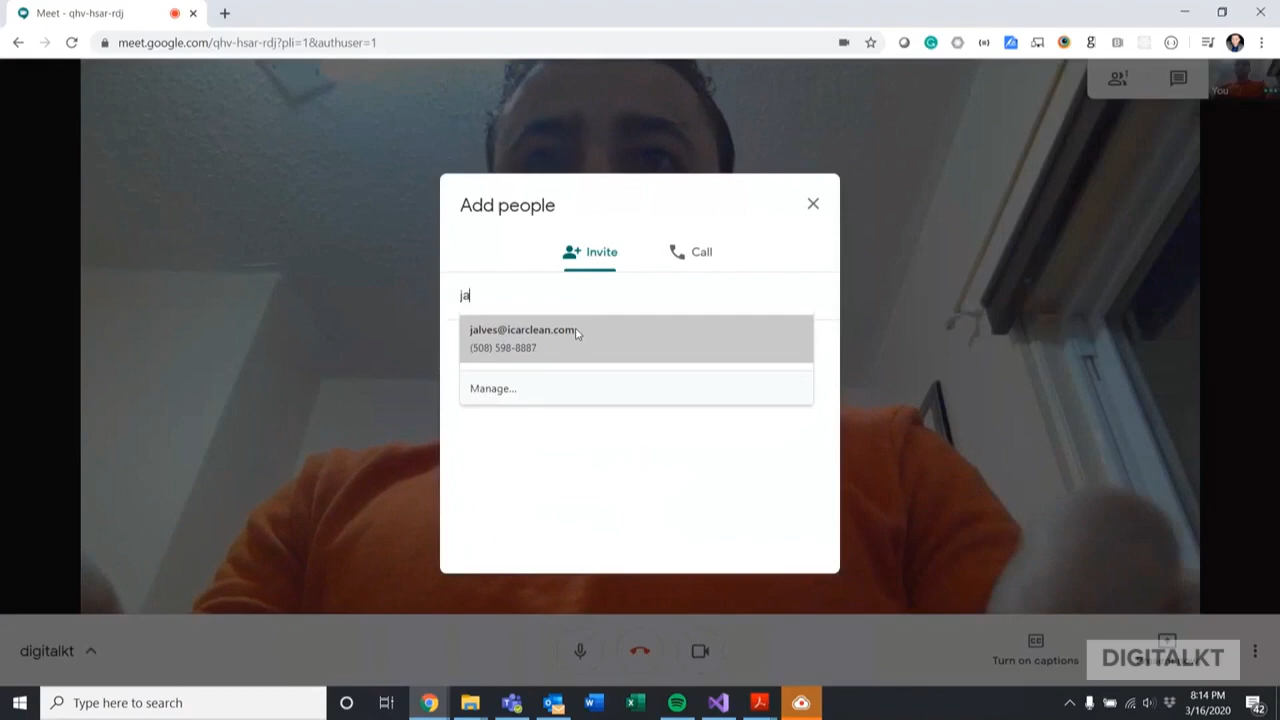 Meet - qhv-hsar-rdj
meet.google.com/qhv-hsar-rdj?pli=1&authuser=1
You
Add people
Invite
Call
ja
jalves@icarclean.com
(508) 598-8887
Manage...
digitalkt
Turn on captions
DIGITALKT
Type here to search
8:14 PM
3/16/2020
42